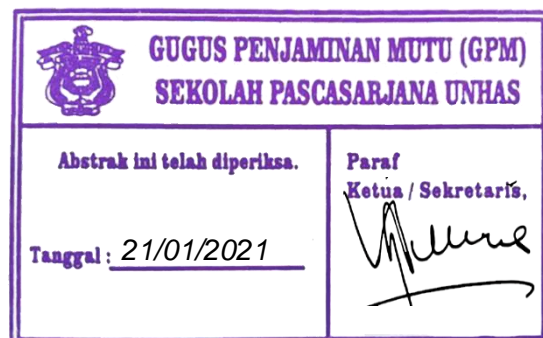 GUGUS PENJAMINAN MUTU (GPM)
SEKOLAH PASCASARJANA UNHAS
Abstrak ini telah diperiksa.
Tanggal : 21/01/2021
Paraf
Ketua / Sekretaris,